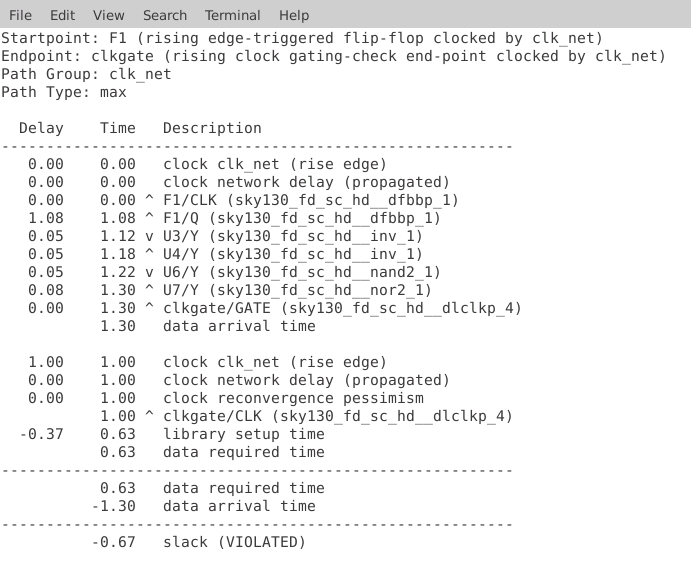 File Edit View Search Terminal Help
Startpoint: F1 (rising edge-triggered flip-flop clocked by clk_net)
Endpoint: clkgate (rising clock gating-check end-point clocked by clk_net)
Path Group: clk_net
Path Type: max

  Delay    Time   Description
---------------------------------------------------------
   0.00    0.00   clock clk_net (rise edge)
   0.00    0.00   clock network delay (propagated)
   0.00    0.00 ^ F1/CLK (sky130_fd_sc_hd__dfbbp_1)
   1.08    1.08 ^ F1/Q (sky130_fd_sc_hd__dfbbp_1)
   0.05    1.12 v U3/Y (sky130_fd_sc_hd__inv_1)
   0.05    1.18 ^ U4/Y (sky130_fd_sc_hd__inv_1)
   0.05    1.22 v U6/Y (sky130_fd_sc_hd__nand2_1)
   0.08    1.30 ^ U7/Y (sky130_fd_sc_hd__nor2_1)
   0.00    1.30 ^ clkgate/GATE (sky130_fd_sc_hd__dlclkp_4)
           1.30   data arrival time

   1.00    1.00   clock clk_net (rise edge)
   0.00    1.00   clock network delay (propagated)
   0.00    1.00   clock reconvergence pessimism
           1.00 ^ clkgate/CLK (sky130_fd_sc_hd__dlclkp_4)
  -0.37    0.63   library setup time
           0.63   data required time
---------------------------------------------------------
           0.63   data required time
          -1.30   data arrival time
---------------------------------------------------------
          -0.67   slack (VIOLATED)